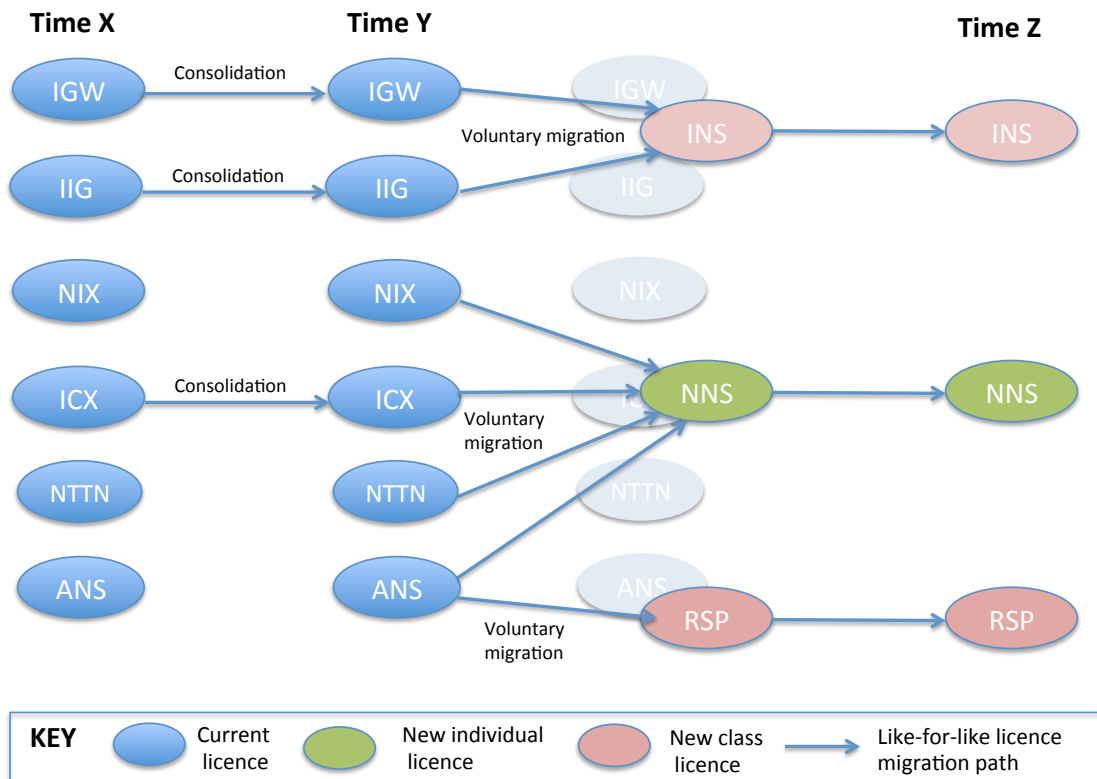 Time X
Time Y
Time Z
IGW
Consolidation
IGW
IGW
INS
INS
Voluntary migration
IIG
Consolidation
IIG
IIG
NIX
NIX
NIX
ICX
Consolidation
ICX
NNS
NNS
Voluntary
migration
NTTN
NTTN
NTTN
ANS
ANS
ANS
RSP
RSP
Voluntary
migration
KEY
Current
licence
New individual
licence
New class
licence
Like-for-like licence
migration path